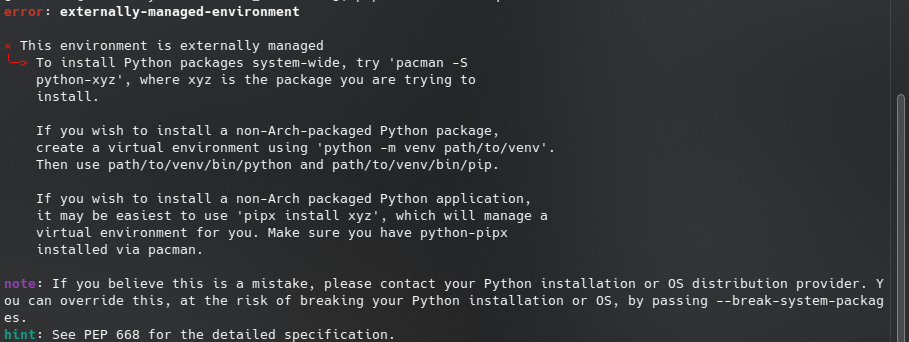 error: externally-managed-environment
× This environment is externally managed
╰─> To install Python packages system-wide, try 'pacman -S
python-xyz', where xyz is the package you are trying to
install.
If you wish to install a non-Arch-packaged Python package,
create a virtual environment using 'python -m venv path/to/venv'.
Then use path/to/venv/bin/python and path/to/venv/bin/pip.
If you wish to install a non-Arch packaged Python application,
it may be easiest to use 'pipx install xyz', which will manage a
virtual environment for you. Make sure you have python-pipx
installed via pacman.
note: If you believe this is a mistake, please contact your Python installation or OS distribution provider. Y
ou can override this, at the risk of breaking your Python installation or OS, by passing --break-system-packag
es.
hint: See PEP 668 for the detailed specification.